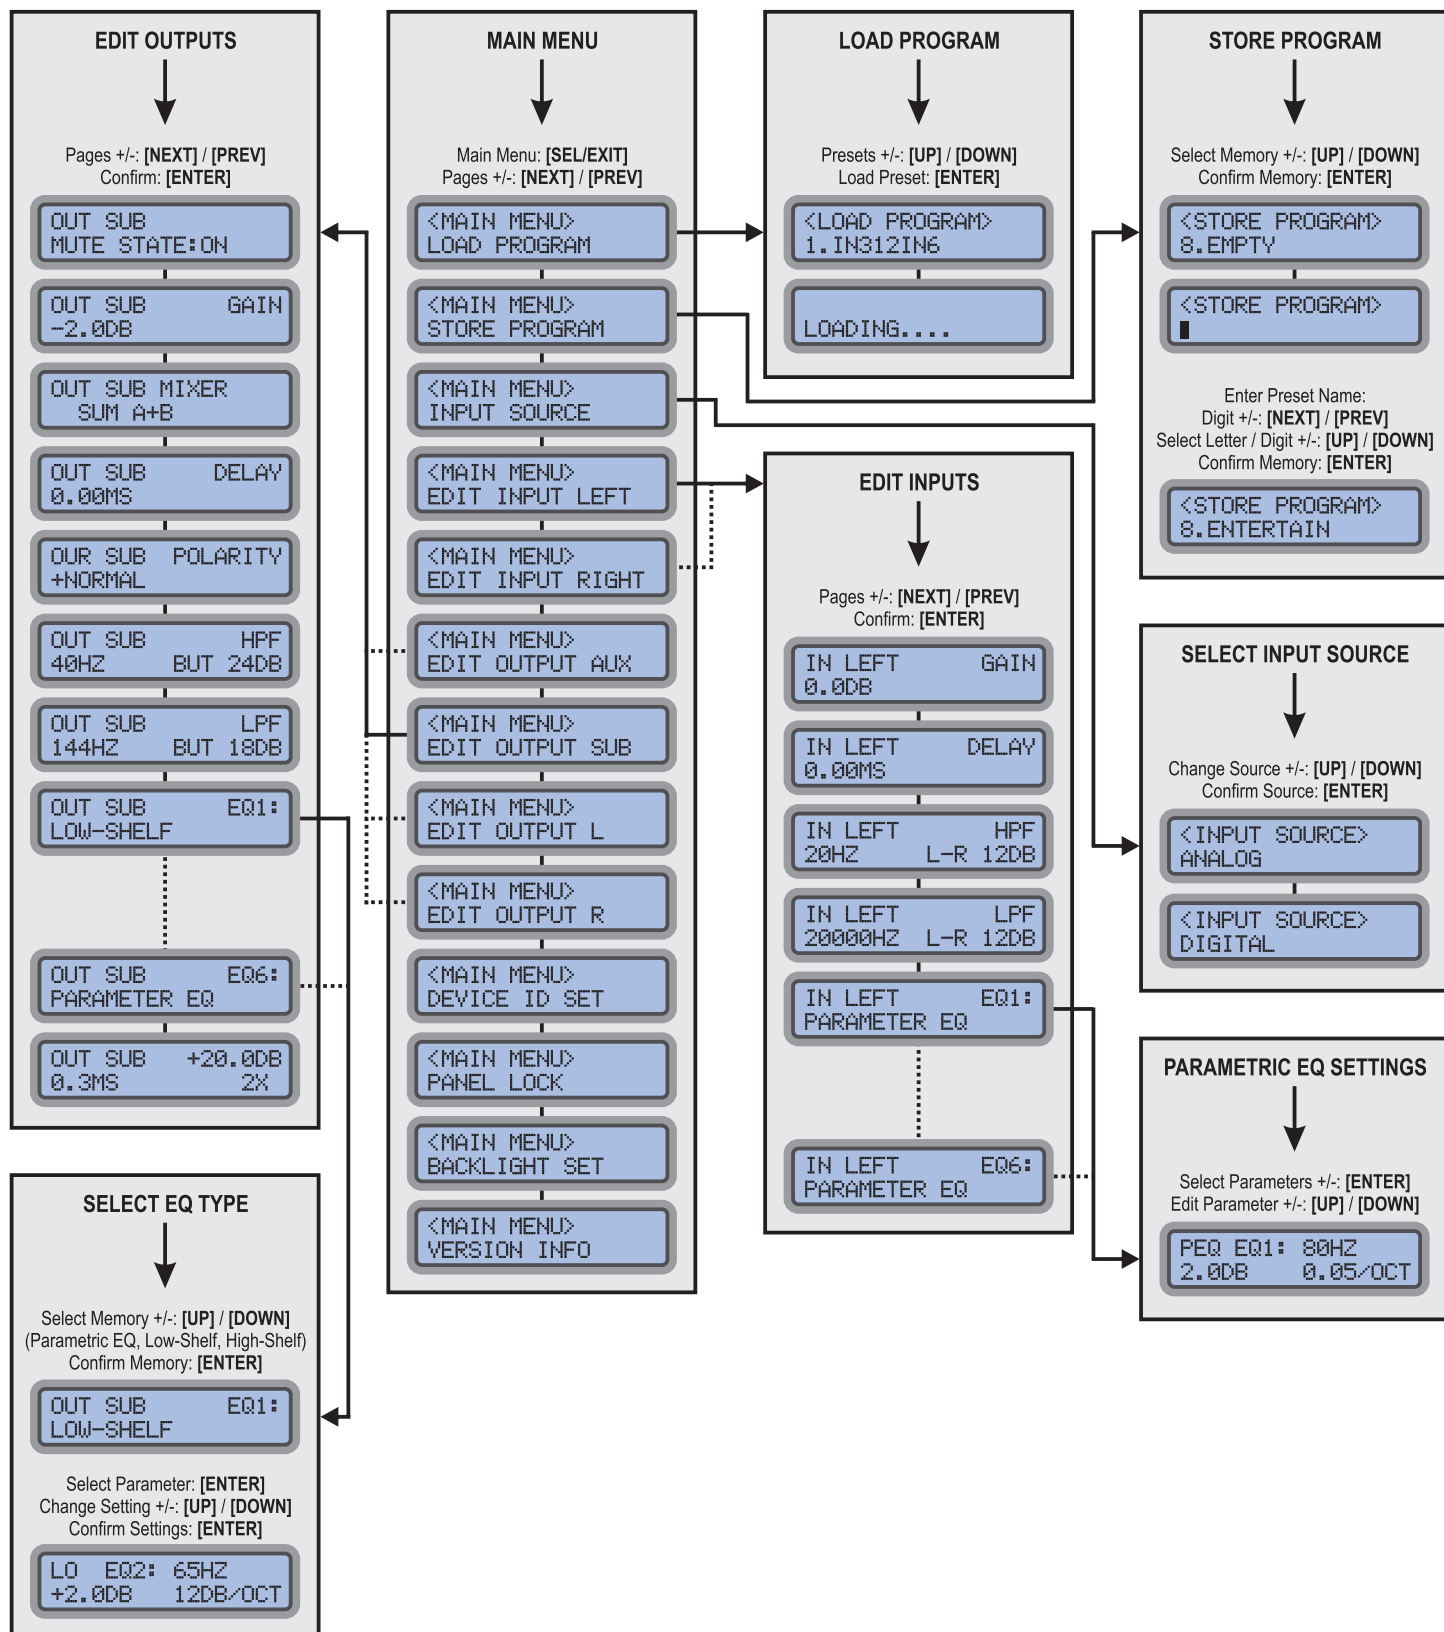 EDIT OUTPUTS
Pages +/-: [NEXT] / [PREV]
Confirm: [ENTER]
OUT SUB
MUTE STATE:ON
OUT SUB GAIN
-2.0DB
OUT SUB MIXER
SUM A+B
OUT SUB DELAY
0.00MS
OUR SUB POLARITY
+NORMAL
OUT SUB HPF
40HZ BUT 24DB
OUT SUB LPF
144HZ BUT 18DB
OUT SUB EQ1:
LOW-SHELF
OUT SUB EQ6:
PARAMETER EQ
OUT SUB +20.0DB
0.3MS 2X
SELECT EQ TYPE
Select Memory +/-: [UP] / [DOWN]
(Parametric EQ, Low-Shelf, High-Shelf)
Confirm Memory: [ENTER]
OUT SUB EQ1:
LOW-SHELF
Select Parameter: [ENTER]
Change Setting +/-: [UP] / [DOWN]
Confirm Settings: [ENTER]
LO EQ2: 65HZ
+2.0DB 12DB/OCT
MAIN MENU
Main Menu: [SEL/EXIT]
Pages +/-: [NEXT] / [PREV]
<MAIN MENU>
LOAD PROGRAM
<MAIN MENU>
STORE PROGRAM
<MAIN MENU>
INPUT SOURCE
<MAIN MENU>
EDIT INPUT LEFT
<MAIN MENU>
EDIT INPUT RIGHT
<MAIN MENU>
EDIT OUTPUT AUX
<MAIN MENU>
EDIT OUTPUT SUB
<MAIN MENU>
EDIT OUTPUT L
<MAIN MENU>
EDIT OUTPUT R
<MAIN MENU>
DEVICE ID SET
<MAIN MENU>
PANEL LOCK
<MAIN MENU>
BACKLIGHT SET
<MAIN MENU>
VERSION INFO
LOAD PROGRAM
Presets +/-: [UP] / [DOWN]
Load Preset: [ENTER]
<LOAD PROGRAM>
1.IN312IN6
LOADING....
EDIT INPUTS
Pages +/-: [NEXT] / [PREV]
Confirm: [ENTER]
IN LEFT GAIN
0.0DB
IN LEFT DELAY
0.00MS
IN LEFT HPF
20HZ L-R 12DB
IN LEFT LPF
20000HZ L-R 12DB
IN LEFT EQ1:
PARAMETER EQ
IN LEFT EQ6:
PARAMETER EQ
STORE PROGRAM
Select Memory +/-: [UP] / [DOWN]
Confirm Memory: [ENTER]
<STORE PROGRAM>
8.EMPTY
<STORE PROGRAM>
Enter Preset Name:
Digit +/-: [NEXT] / [PREV]
Select Letter / Digit +/-: [UP] / [DOWN]
Confirm Memory: [ENTER]
<STORE PROGRAM>
8.ENTERTAIN
SELECT INPUT SOURCE
Change Source +/-: [UP] / [DOWN]
Confirm Source: [ENTER]
<INPUT SOURCE>
ANALOG
<INPUT SOURCE>
DIGITAL
PARAMETRIC EQ SETTINGS
Select Parameters +/-: [ENTER]
Edit Parameter +/-: [UP] / [DOWN]
PEQ EQ1: 80HZ
2.0DB 0.05/OCT